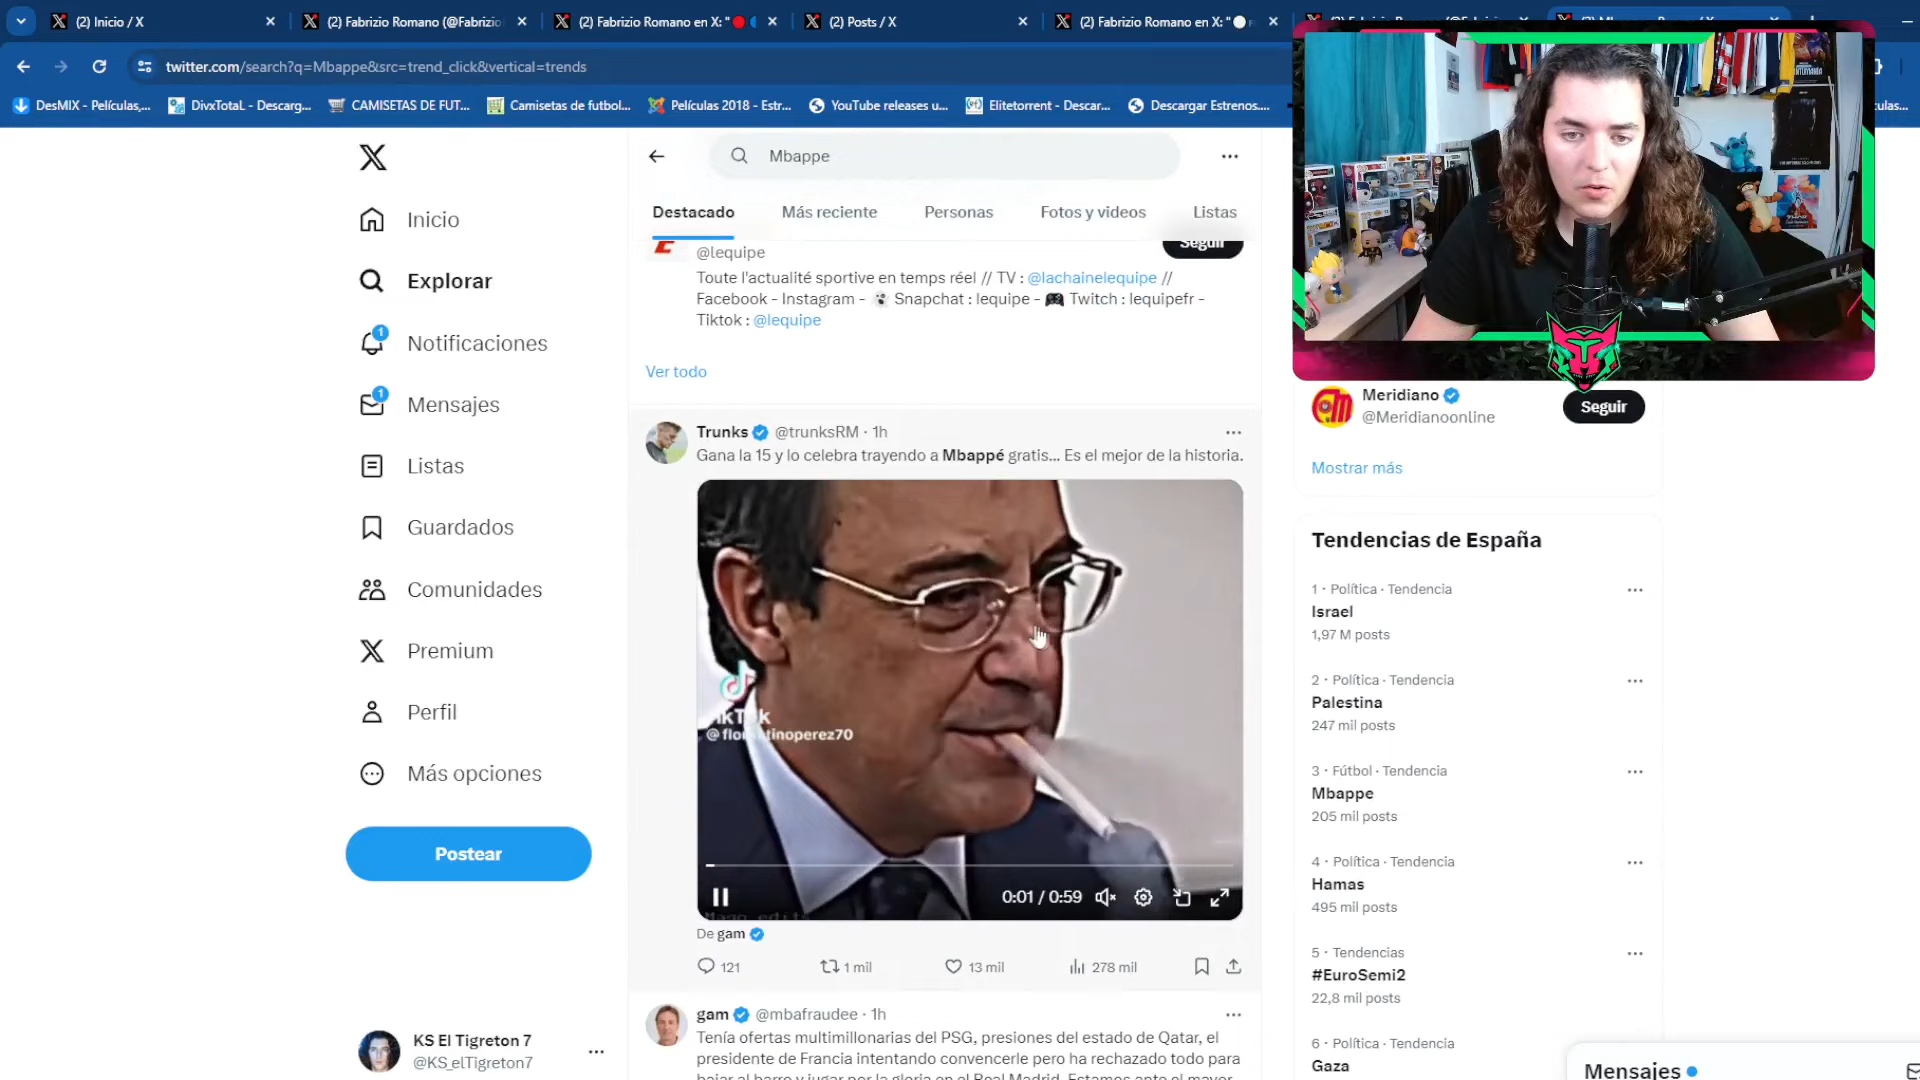 (2) Inicio / X
(2) Fabrizio Romano (@Fabrizio
(2) Fabrizio Romano en X: "🔴🔵
(2) Posts / X
(2) Fabrizio Romano en X: "⚪
twitter.com/search?q=Mbappe&src=trend_click&vertical=trends
DesMIX - Películas,...
DivxTotaL - Descarg...
CAMISETAS DE FUT...
Camisetas de futbol...
Películas 2018 - Estr...
YouTube releases u...
Elitetorrent - Descar...
Descargar Estrenos....
Mbappe
Destacado
Más reciente
Personas
Fotos y videos
Listas
Inicio
Explorar
1
Notificaciones
1
Mensajes
Listas
Guardados
Comunidades
Premium
Perfil
Más opciones
Postear
KS El Tigreton 7
@KS_elTigreton7
@lequipe
Seguir
Toute l'actualité sportive en temps réel // TV : @lachainelequipe //
Facebook - Instagram - Snapchat : lequipe - 🎮 Twitch : lequipefr -
Tiktok : @lequipe
Ver todo
Trunks @trunksRM · 1h
Gana la 15 y lo celebra trayendo a Mbappé gratis... Es el mejor de la historia.
@florentinoperez70
0:01 / 0:59
De gam
121
1 mil
13 mil
278 mil
gam @mbafraudee · 1h
Tenía ofertas multimillonarias del PSG, presiones del estado de Qatar, el
presidente de Francia intentando convencerle pero ha rechazado todo para
bajar al barro y jugar por la gloria en el Real Madrid. Estamos ante el mayor
Meridiano
@Meridianoonline
Seguir
Mostrar más
Tendencias de España
1 · Política · Tendencia
Israel
1,97 M posts
2 · Política · Tendencia
Palestina
247 mil posts
3 · Fútbol · Tendencia
Mbappe
205 mil posts
4 · Política · Tendencia
Hamas
495 mil posts
5 · Tendencias
#EuroSemi2
22,8 mil posts
6 · Política · Tendencia
Gaza
Mensajes